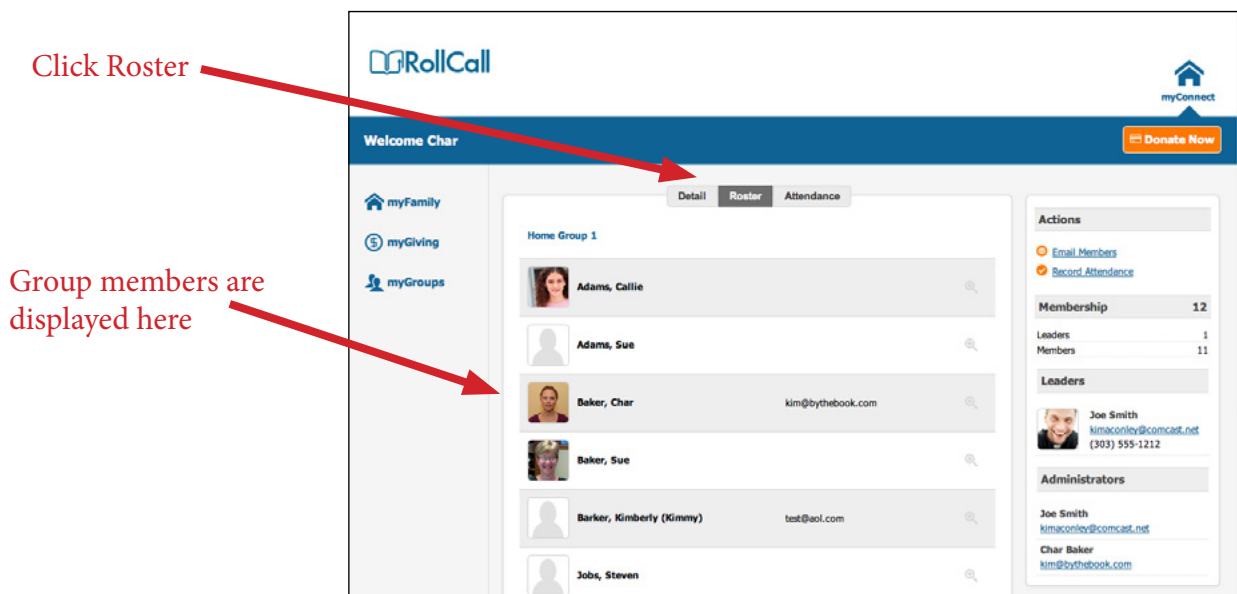 RollCall
Click Roster
myConnect
Welcome Char
Donate Now
myFamily
myGiving
myGroups
Group members are
displayed here
Detail Roster Attendance
Home Group 1
Adams, Callie
Adams, Sue
Baker, Char kim@bythebook.com
Baker, Sue
Barker, Kimberly (Kimmy) test@aol.com
Jobs, Steven
Actions
Email Members
Record Attendance
Membership 12
Leaders 1
Members 11
Leaders
Joe Smith
kimaconley@comcast.net
(303) 555-1212
Administrators
Joe Smith
kimaconley@comcast.net
Char Baker
kim@bythebook.com